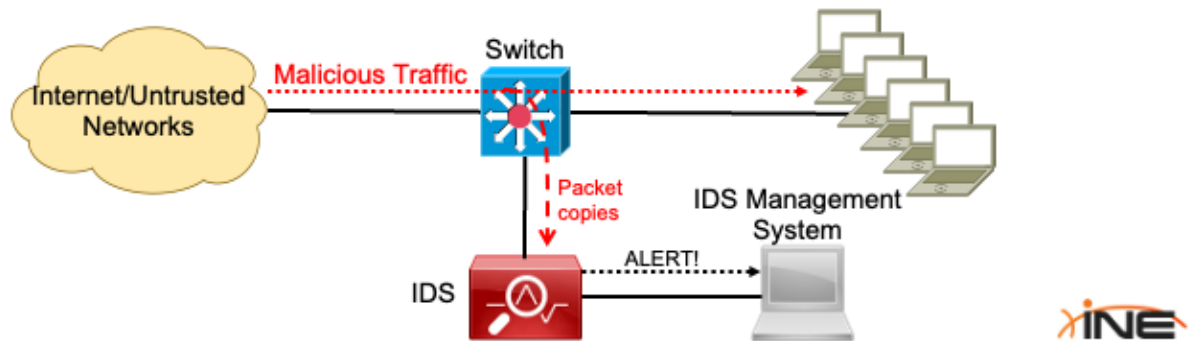 Switch
Malicious Traffic
Internet/Untrusted
Networks
Packet
copies
IDS Management
System
ALERT!
IDS
INE